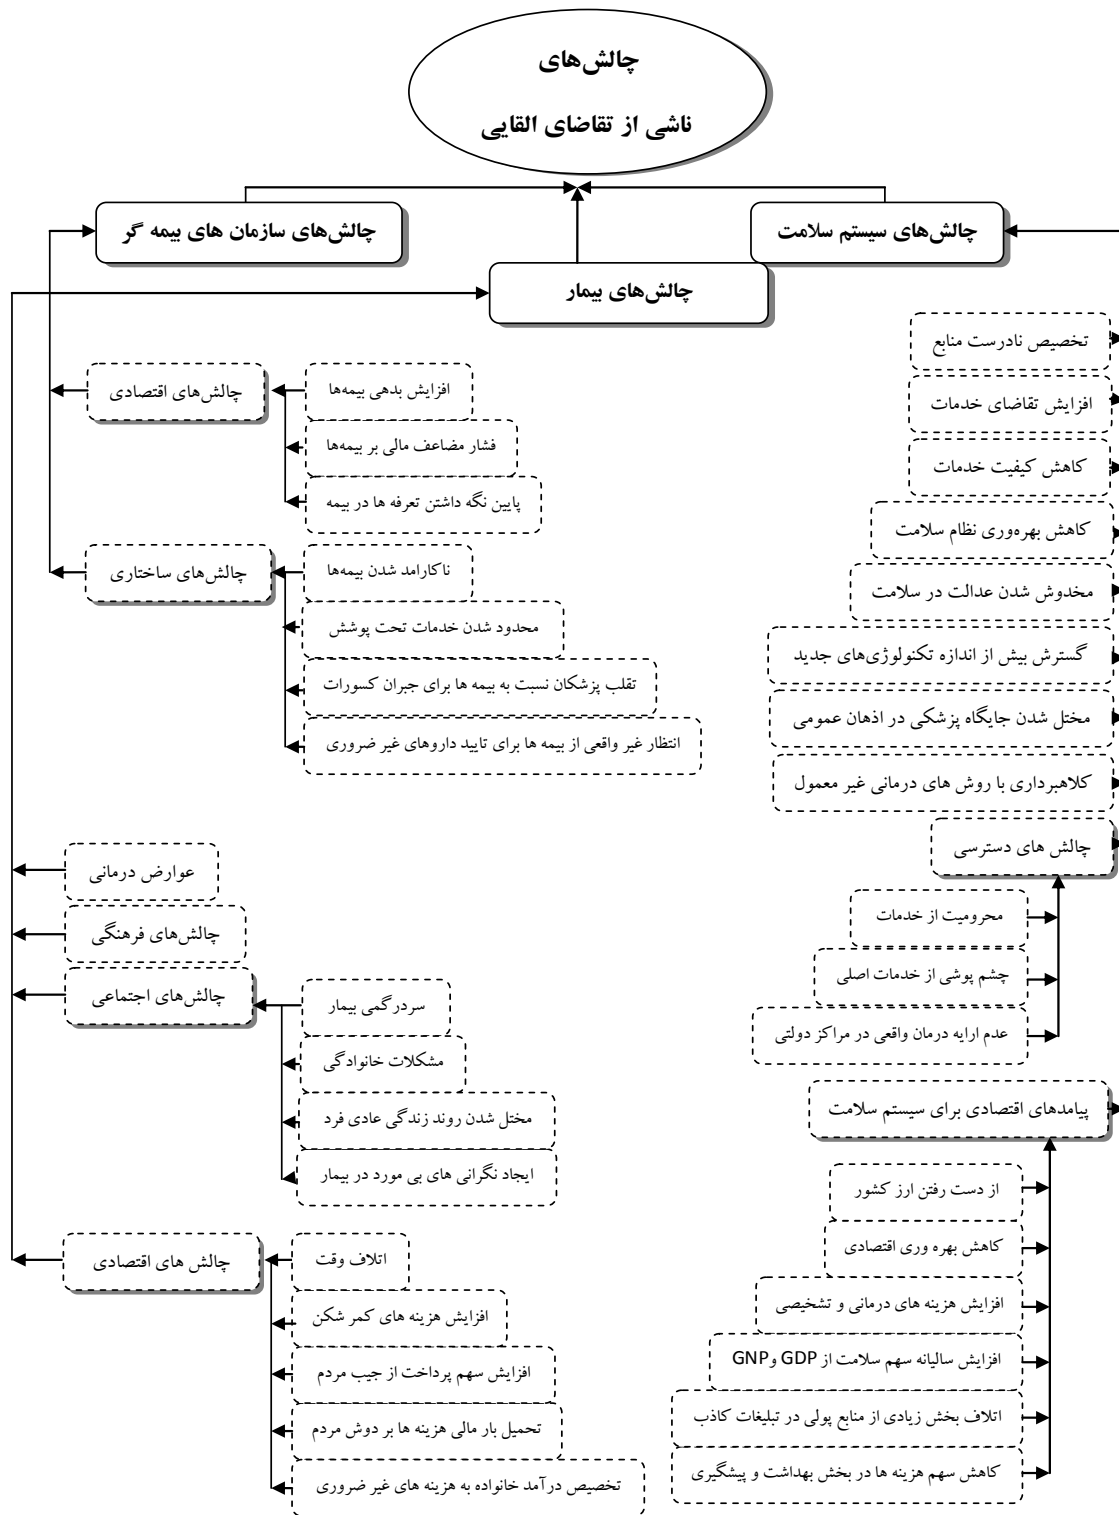 چالش‌های
ناشی از تقاضای القایی
چالش‌های سیستم سلامت
چالش‌های سازمان های بیمه گر
چالش‌های بیمار
تخصیص نادرست منابع
افزایش تقاضای خدمات
کاهش کیفیت خدمات
کاهش بهره‌وری نظام سلامت
مخدوش شدن عدالت در سلامت
گسترش بیش از اندازه تکنولوژی‌های جدید
مختل شدن جایگاه پزشکی در اذهان عمومی
کلاهبرداری با روش های درمانی غیر معمول
چالش های دسترسی
محرومیت از خدمات
چشم پوشی از خدمات اصلی
عدم ارایه درمان واقعی در مراکز دولتی
پیامدهای اقتصادی برای سیستم سلامت
از دست رفتن ارز کشور
کاهش بهره وری اقتصادی
افزایش هزینه های درمانی و تشخیصی
افزایش سالیانه سهم سلامت از GDP و GNP
اتلاف بخش زیادی از منابع پولی در تبلیغات کاذب
کاهش سهم هزینه ها در بخش بهداشت و پیشگیری
چالش‌های اقتصادی
افزایش بدهی بیمه‌ها
فشار مضاعف مالی بر بیمه‌ها
پایین نگه داشتن تعرفه ها در بیمه
چالش‌های ساختاری
ناکارامد شدن بیمه‌ها
محدود شدن خدمات تحت پوشش
تقلب پزشکان نسبت به بیمه ها برای جبران کسورات
انتظار غیر واقعی از بیمه ها برای تایید داروهای غیر ضروری
عوارض درمانی
چالش‌های فرهنگی
چالش‌های اجتماعی
سردرگمی بیمار
مشکلات خانوادگی
مختل شدن روند زندگی عادی فرد
ایجاد نگرانی های بی مورد در بیمار
چالش های اقتصادی
اتلاف وقت
افزایش هزینه های کمر شکن
افزایش سهم پرداخت از جیب مردم
تحمیل بار مالی هزینه ها بر دوش مردم
تخصیص درآمد خانواده به هزینه های غیر ضروری